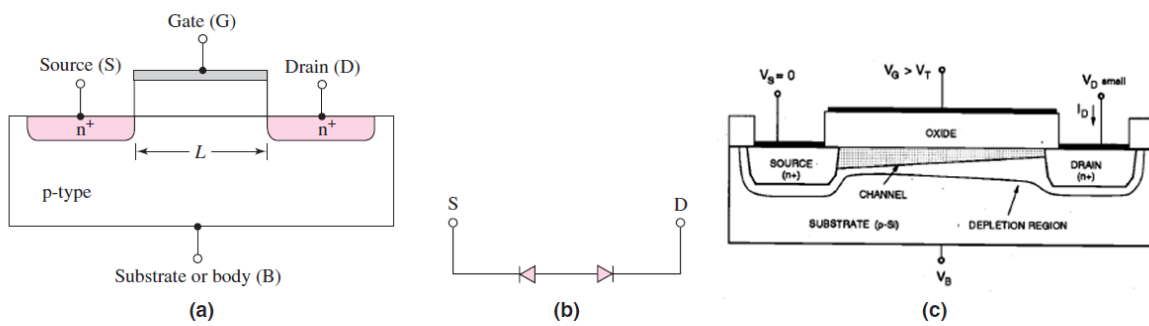 Gate (G)
Source (S)
Drain (D)
n+
n+
L
p-type
Substrate or body (B)
(a)
S
D
(b)
VS = 0
VG > VT
VD small
ID
OXIDE
SOURCE
(n+)
DRAIN
(n+)
CHANNEL
SUBSTRATE (p-Si)
DEPLETION REGION
VB
(c)